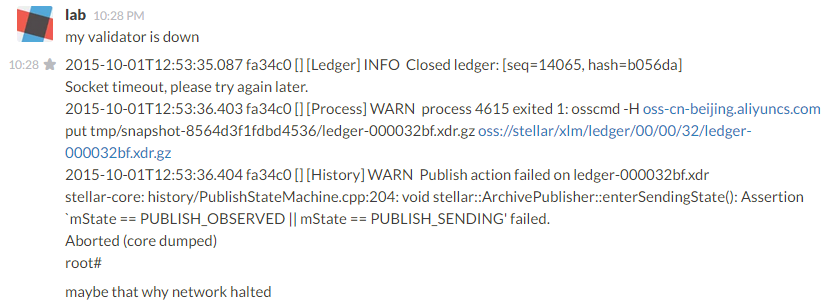 lab 10:28 PM
my validator is down
10:28 2015-10-01T12:53:35.087 fa34c0 [] [Ledger] INFO Closed ledger: [seq=14065, hash=b056da]
Socket timeout, please try again later.
2015-10-01T12:53:36.403 fa34c0 [] [Process] WARN process 4615 exited 1: osscmd -H oss-cn-beijing.aliyuncs.com
put tmp/snapshot-8564d3f1fdbd4536/ledger-000032bf.xdr.gz oss://stellar/xlm/ledger/00/00/32/ledger-
000032bf.xdr.gz
2015-10-01T12:53:36.404 fa34c0 [] [History] WARN Publish action failed on ledger-000032bf.xdr
stellar-core: history/PublishStateMachine.cpp:204: void stellar::ArchivePublisher::enterSendingState(): Assertion
`mState == PUBLISH_OBSERVED || mState == PUBLISH_SENDING' failed.
Aborted (core dumped)
root#
maybe that why network halted